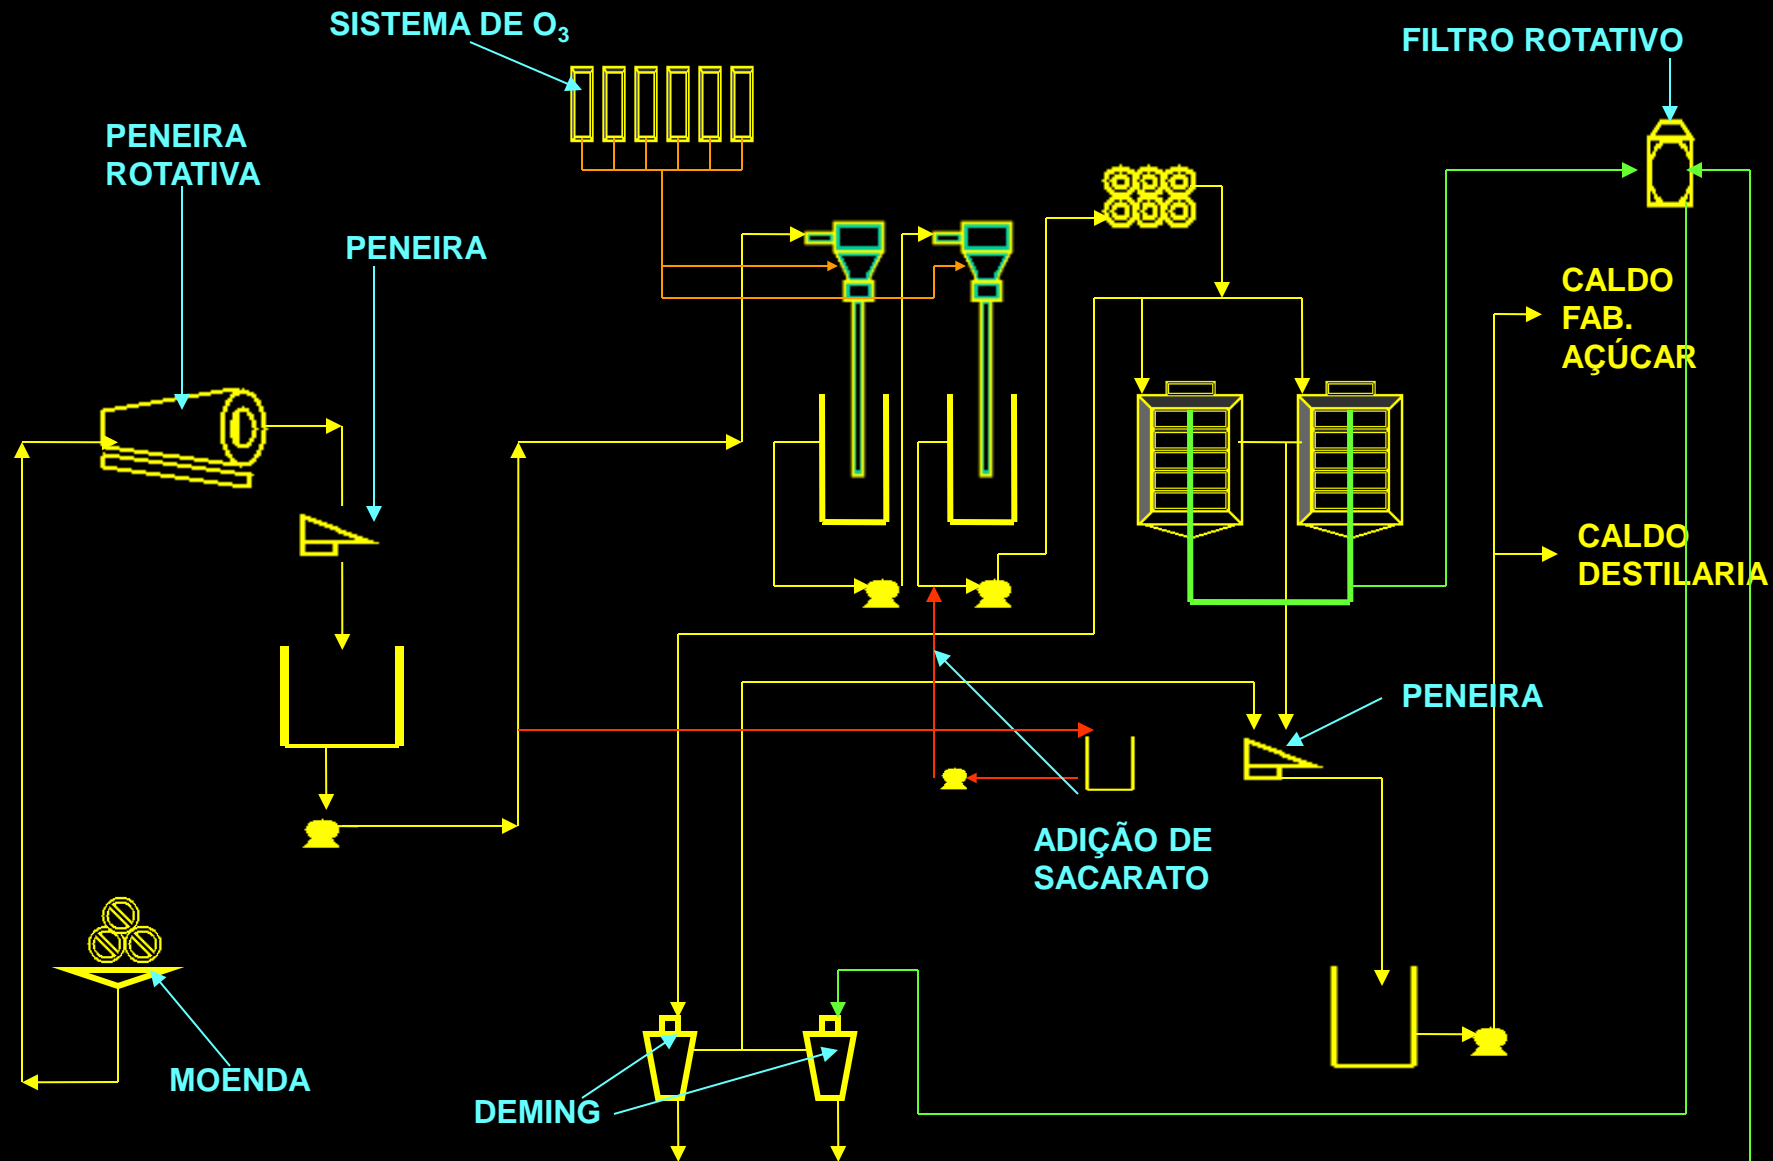 SISTEMA DE O₃
FILTRO ROTATIVO
PENEIRA
ROTATIVA
PENEIRA
CALDO
FAB.
AÇÚCAR
CALDO
DESTILARIA
PENEIRA
ADIÇÃO DE
SACARATO
MOENDA
DEMING